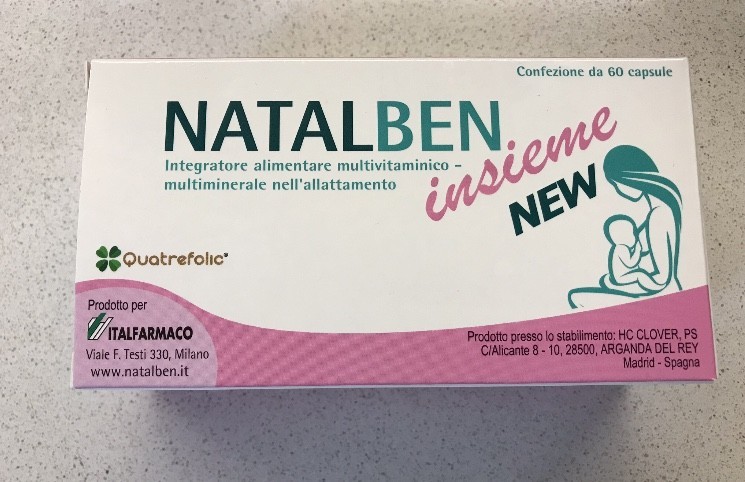 Confezione da 60 capsule
NATALBEN
insieme
Integratore alimentare multivitaminico -
multiminerale nell'allattamento
NEW
Quatrefolic®
Prodotto per
ITALFARMACO
Viale F. Testi 330, Milano
www.natalben.it
Prodotto presso lo stabilimento: HC CLOVER, PS
C/Alicante 8 - 10, 28500, ARGANDA DEL REY
Madrid - Spagna